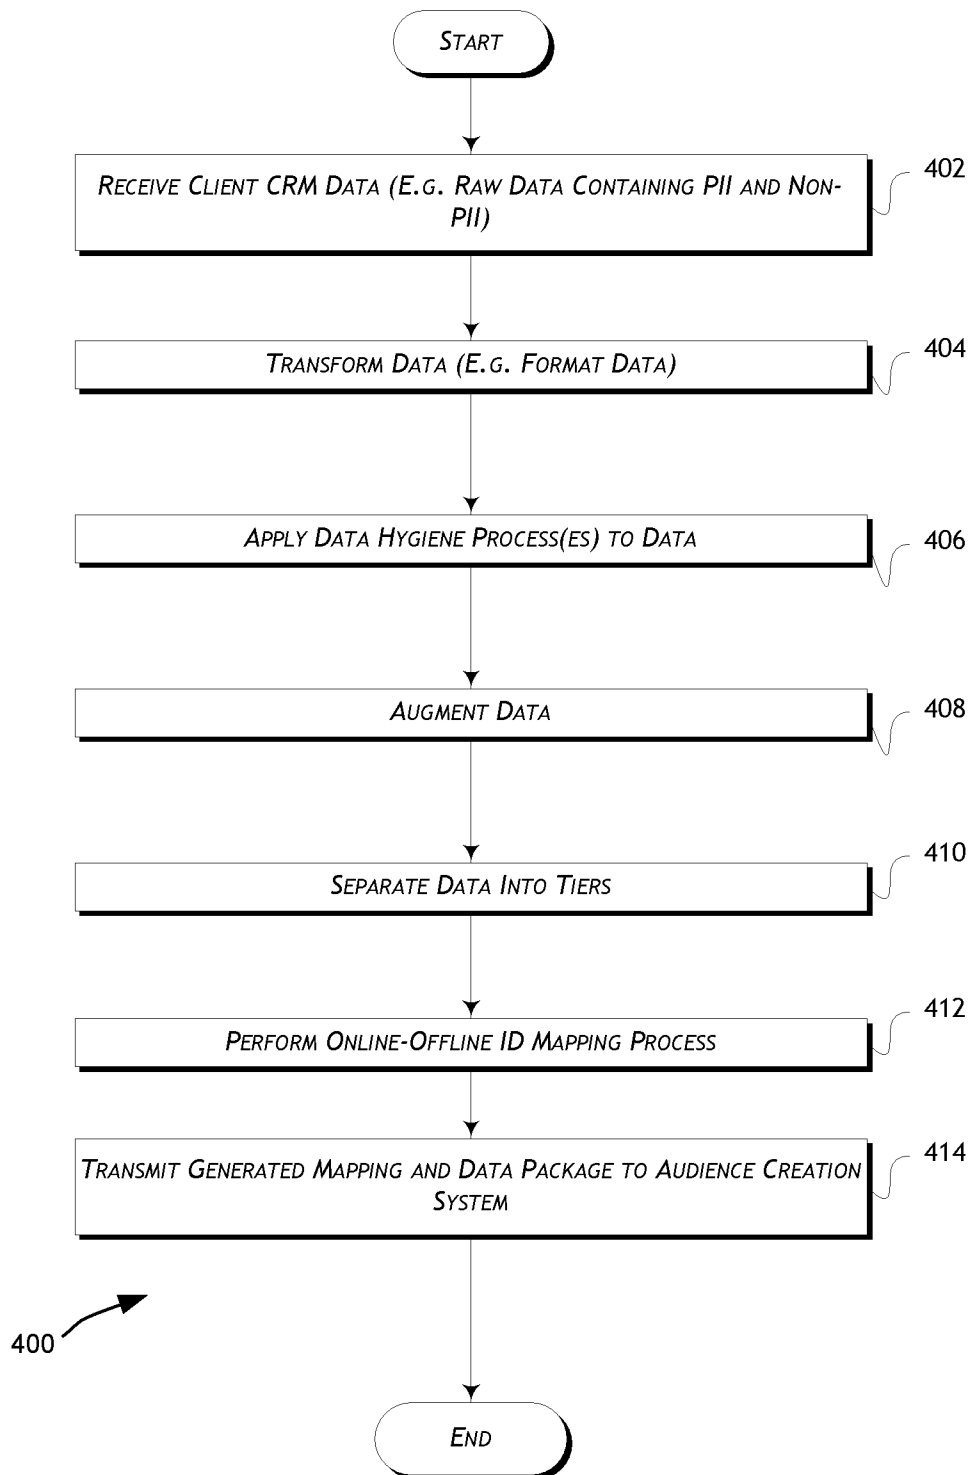 START
RECEIVE CLIENT CRM DATA (E.G. RAW DATA CONTAINING PII AND NON-
PII)
402
TRANSFORM DATA (E.G. FORMAT DATA)
404
APPLY DATA HYGIENE PROCESS(ES) TO DATA
406
AUGMENT DATA
408
SEPARATE DATA INTO TIERS
410
PERFORM ONLINE-OFFLINE ID MAPPING PROCESS
412
TRANSMIT GENERATED MAPPING AND DATA PACKAGE TO AUDIENCE CREATION
SYSTEM
414
400
END